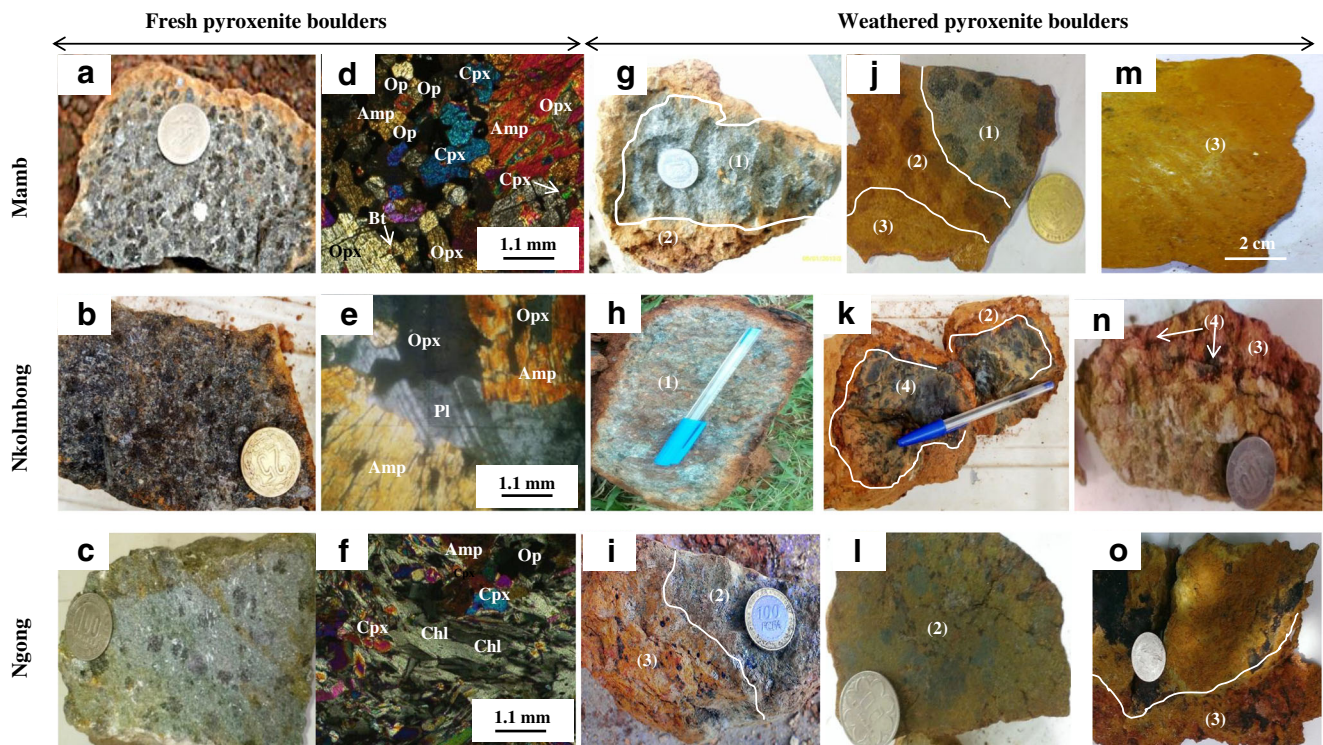 Fresh pyroxenite boulders
Weathered pyroxenite boulders
Mamb
a
d
Op
Cpx
Op
Opx
Amp
Amp
Op
Cpx
Cpx
Bt
Opx
Opx
1.1 mm
g
(1)
(2)
j
(1)
(2)
(3)
m
(3)
2 cm
Nkolmbong
b
e
Opx
Opx
Amp
Pl
Amp
1.1 mm
h
(1)
k
(2)
(4)
n
(4)
(3)
Ngong
c
f
Amp
Op
Cpx
Cpx
Chl
Chl
1.1 mm
i
(2)
100
FCFA
(3)
l
(2)
o
(3)